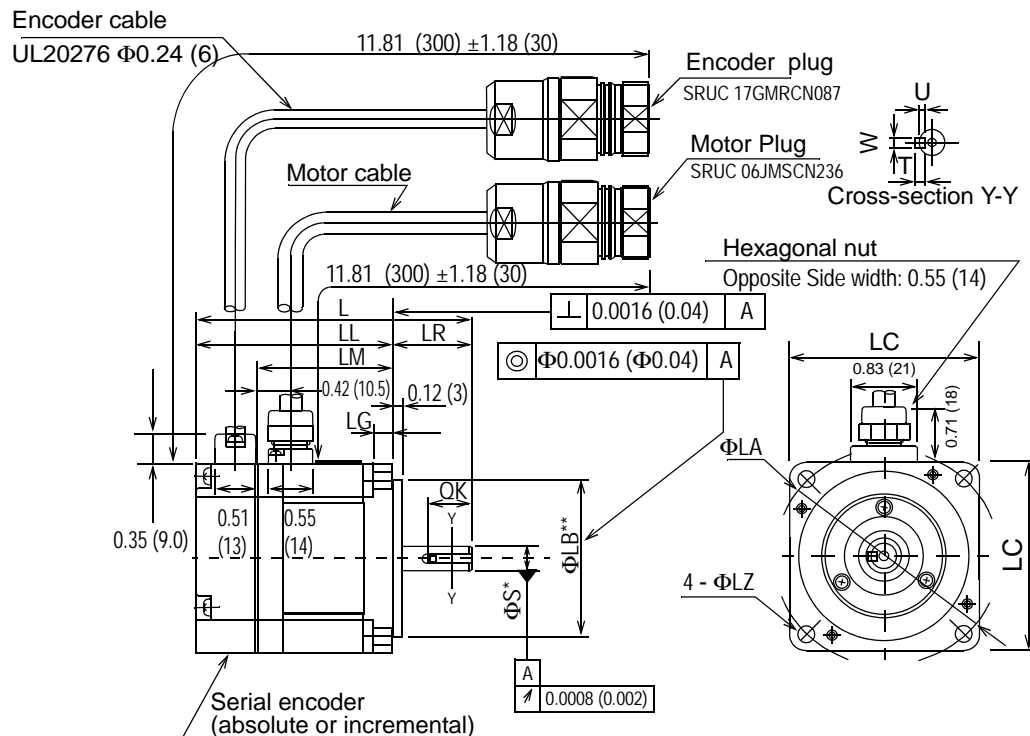 Encoder cable
UL20276 Φ0.24 (6)
11.81 (300) ±1.18 (30)
Encoder plug
SRUC 17GMRCN087
Motor Plug
SRUC 06JMSCN236
U
W
T
Cross-section Y-Y
Motor cable
Hexagonal nut
Opposite Side width: 0.55 (14)
11.81 (300) ±1.18 (30)
L
⊥ 0.0016 (0.04) A
LL
LR
LM
◎ Φ0.0016 (Φ0.04) A
LC
0.83 (21)
0.42 (10.5)
0.12 (3)
0.71 (18)
LG
ΦLA
QK
0.35 (9.0)
0.51
(13)
0.55
(14)
Y
Y
ΦS*
ΦLB**
LC
4 - ΦLZ
A
↗ 0.0008 (0.002)
Serial encoder
(absolute or incremental)